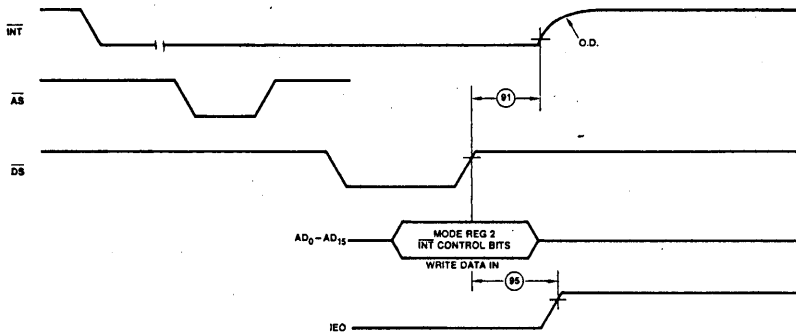 INT
O.D.
AS
91
DS
AD0–AD15
MODE REG 2
INT CONTROL BITS
WRITE DATA IN
95
IEO